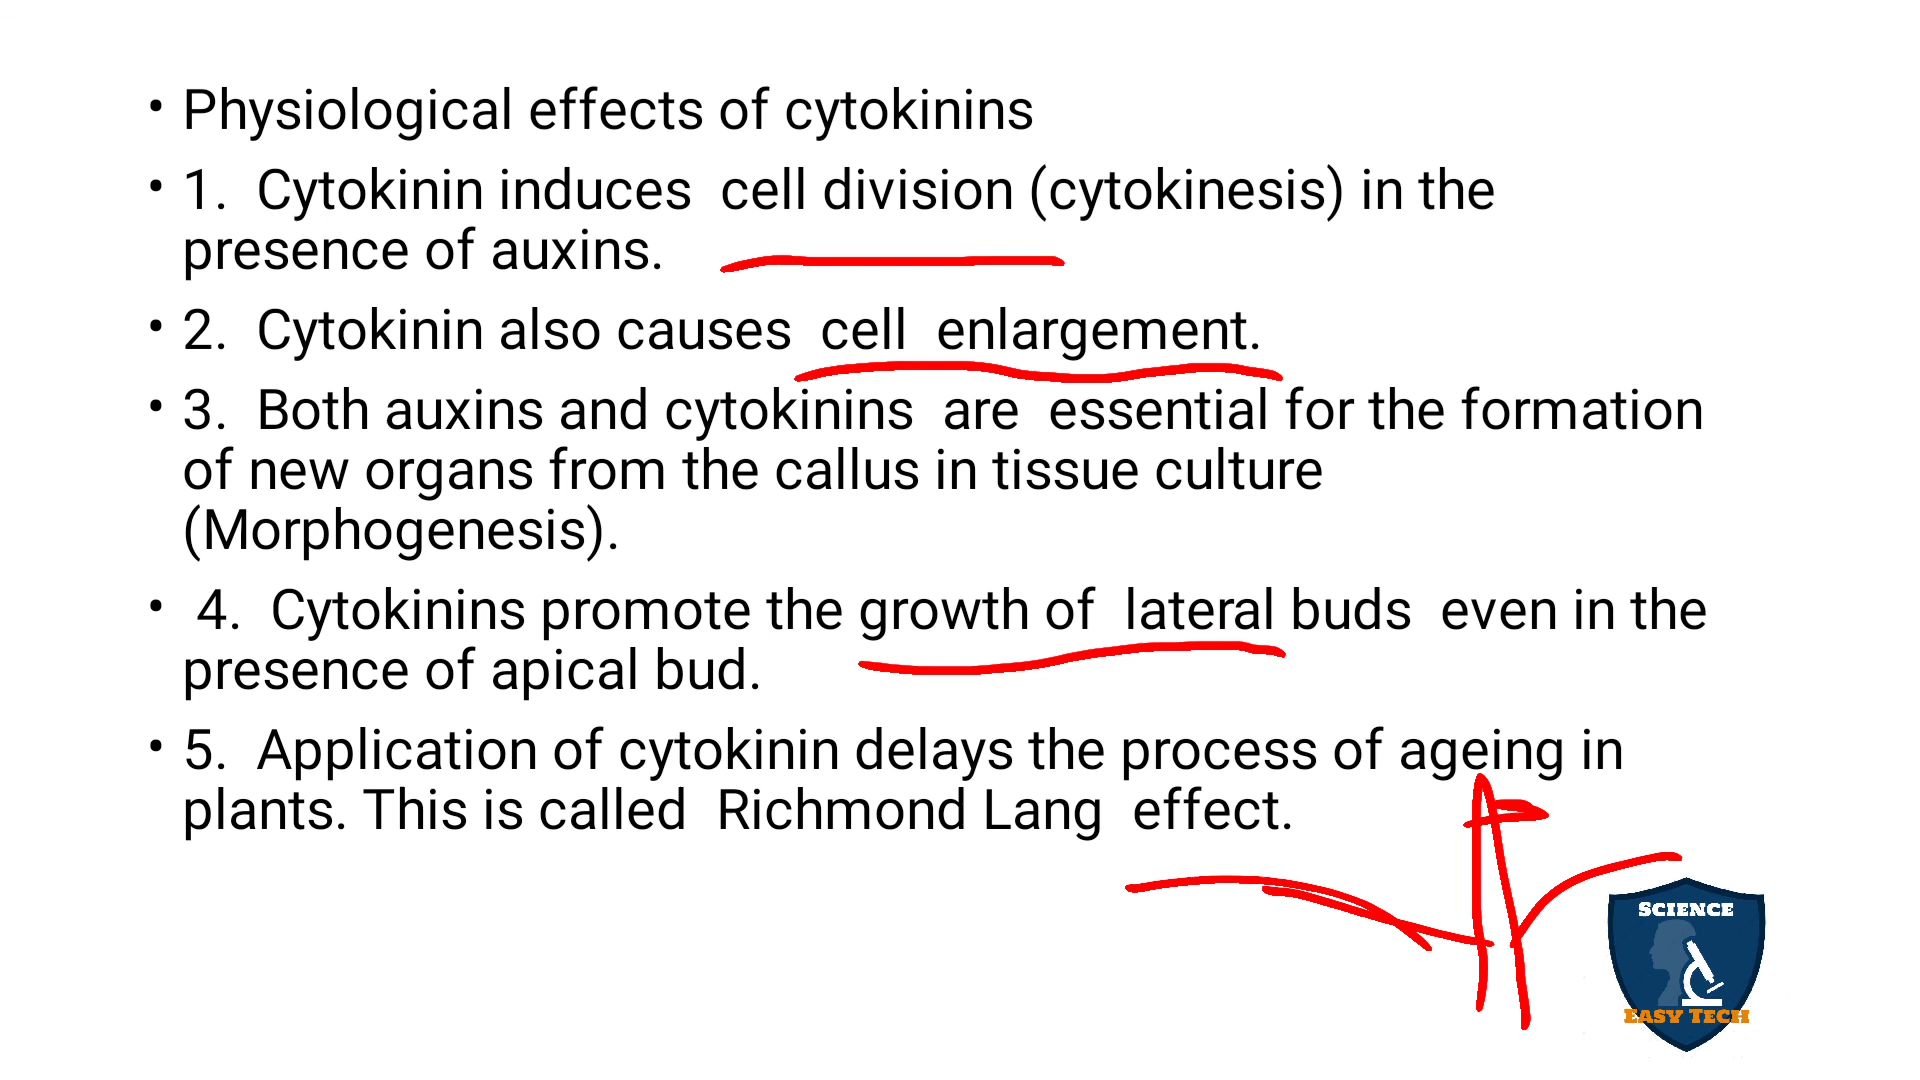 • Physiological effects of cytokinins
• 1. Cytokinin induces cell division (cytokinesis) in the
presence of auxins.
• 2. Cytokinin also causes cell enlargement.
• 3. Both auxins and cytokinins are essential for the formation
of new organs from the callus in tissue culture
(Morphogenesis).
• 4. Cytokinins promote the growth of lateral buds even in the
presence of apical bud.
• 5. Application of cytokinin delays the process of ageing in
plants. This is called Richmond Lang effect.
SCIENCE
EASY TECH